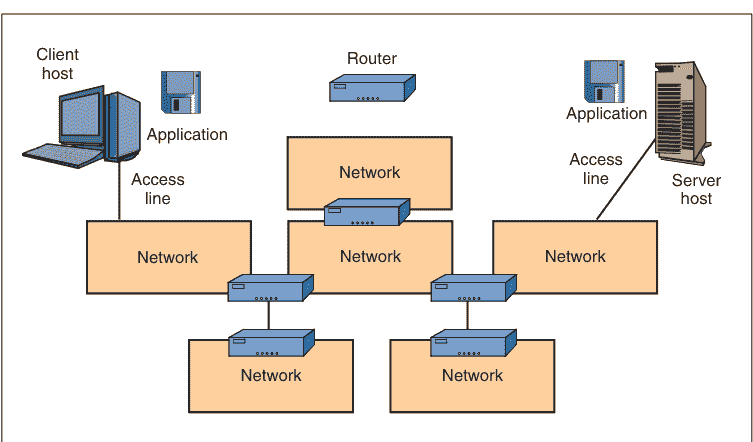 Client
host
Application
Access
line
Router
Application
Access
line
Server
host
Network
Network
Network
Network
Network
Network